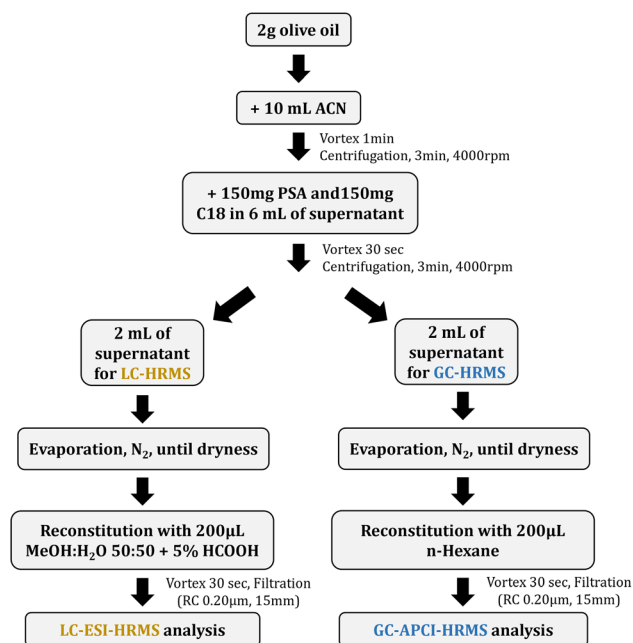 2g olive oil
+ 10 mL ACN
Vortex 1min
Centrifugation, 3min, 4000rpm
+ 150mg PSA and150mg
C18 in 6 mL of supernatant
Vortex 30 sec
Centrifugation, 3min, 4000rpm
2 mL of
supernatant
for LC-HRMS
2 mL of
supernatant
for GC-HRMS
Evaporation, N₂, until dryness
Evaporation, N₂, until dryness
Reconstitution with 200μL
MeOH:H₂O 50:50 + 5% HCOOH
Reconstitution with 200μL
n-Hexane
Vortex 30 sec, Filtration
(RC 0.20μm, 15mm)
Vortex 30 sec, Filtration
(RC 0.20μm, 15mm)
LC-ESI-HRMS analysis
GC-APCI-HRMS analysis